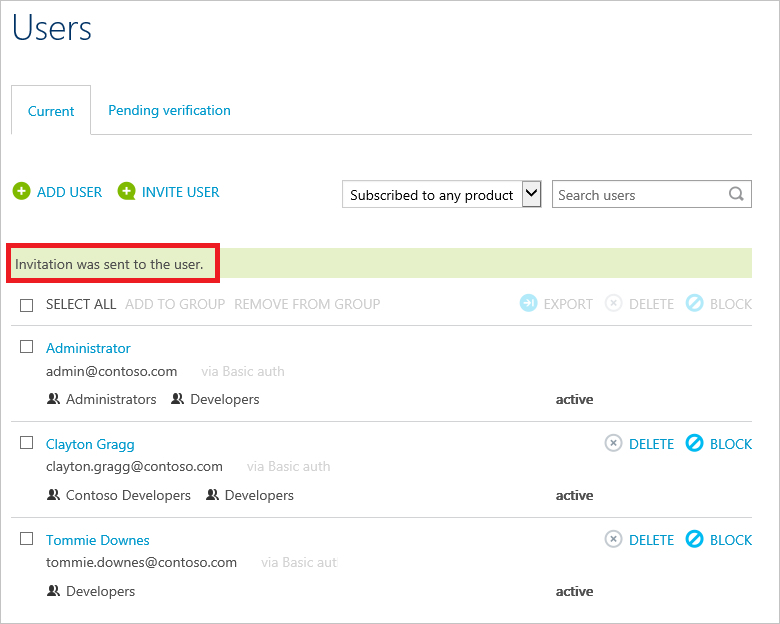 Users
Current Pending verification
ADD USER INVITE USER Subscribed to any product Search users
Invitation was sent to the user.
SELECT ALL ADD TO GROUP REMOVE FROM GROUP EXPORT DELETE BLOCK
Administrator
admin@contoso.com via Basic auth
Administrators Developers active
Clayton Gragg DELETE BLOCK
clayton.gragg@contoso.com via Basic auth
Contoso Developers Developers active
Tommie Downes DELETE BLOCK
tommie.downes@contoso.com via Basic aut
Developers active